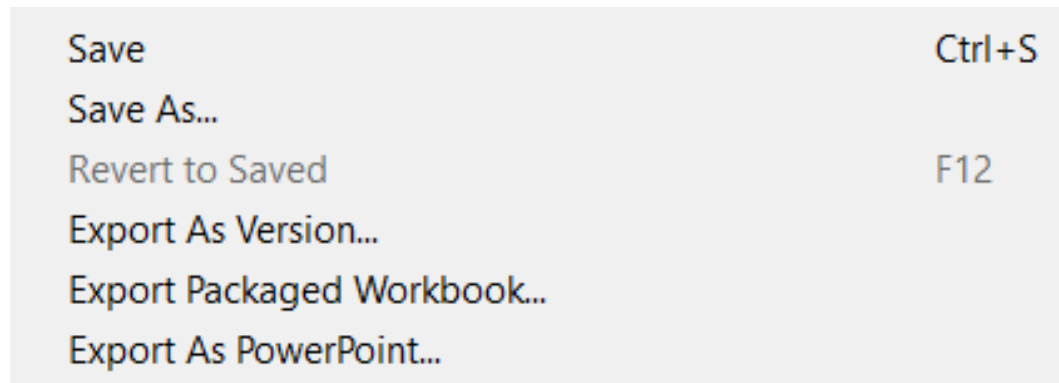 Save Ctrl+S
Save As...
Revert to Saved F12
Export As Version...
Export Packaged Workbook...
Export As PowerPoint...